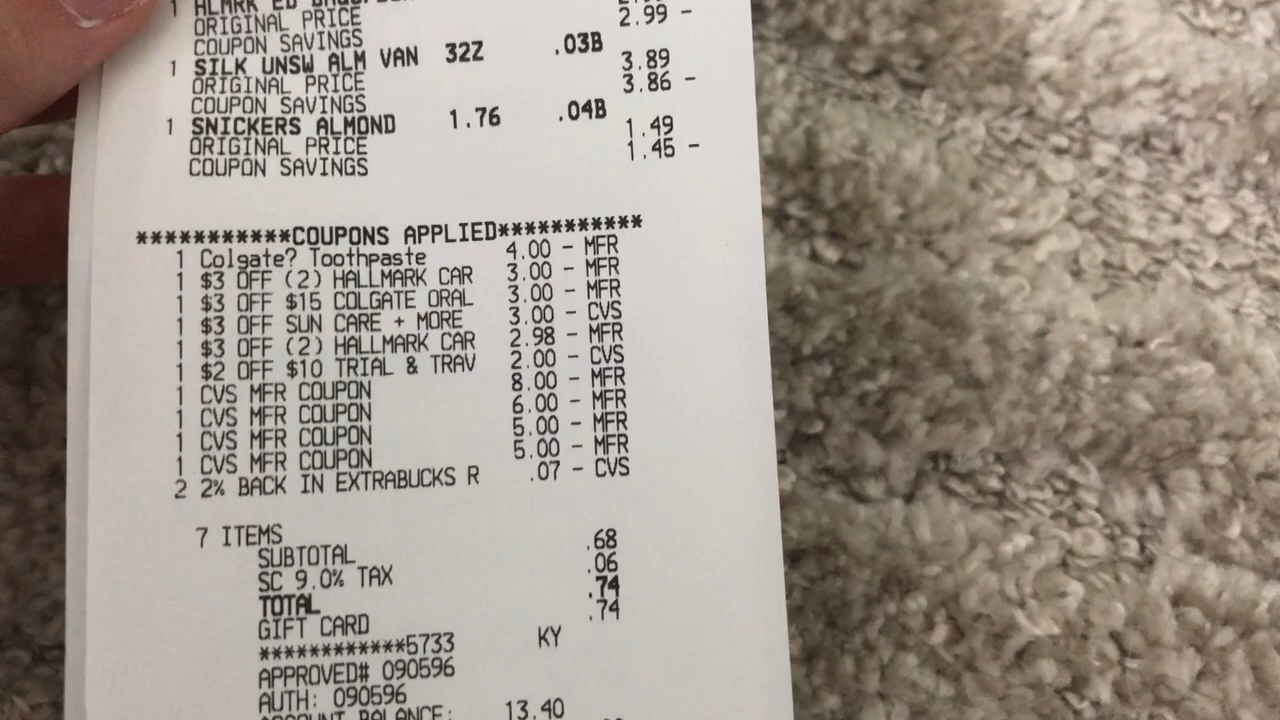 1 HLMRK ED
ORIGINAL PRICE 2.99 -
COUPON SAVINGS
1 SILK UNSW ALM VAN 32Z .03B
ORIGINAL PRICE 3.89
COUPON SAVINGS 3.86 -
1 SNICKERS ALMOND 1.76 .04B
ORIGINAL PRICE 1.49
COUPON SAVINGS 1.45 -
***********COUPONS APPLIED***********
1 Colgate? Toothpaste 4.00 - MFR
1 $3 OFF (2) HALLMARK CAR 3.00 - MFR
1 $3 OFF $15 COLGATE ORAL 3.00 - MFR
1 $3 OFF SUN CARE + MORE 3.00 - CVS
1 $3 OFF (2) HALLMARK CAR 2.98 - MFR
1 $2 OFF $10 TRIAL & TRAV 2.00 - CVS
1 CVS MFR COUPON 8.00 - MFR
1 CVS MFR COUPON 6.00 - MFR
1 CVS MFR COUPON 5.00 - MFR
1 CVS MFR COUPON 5.00 - MFR
2 2% BACK IN EXTRABUCKS R .07 - CVS
7 ITEMS
SUBTOTAL .68
SC 9.0% TAX .06
TOTAL .74
GIFT CARD .74
************5733 KY
APPROVED# 090596
AUTH: 090596
ACCOUNT BALANCE: 13.40